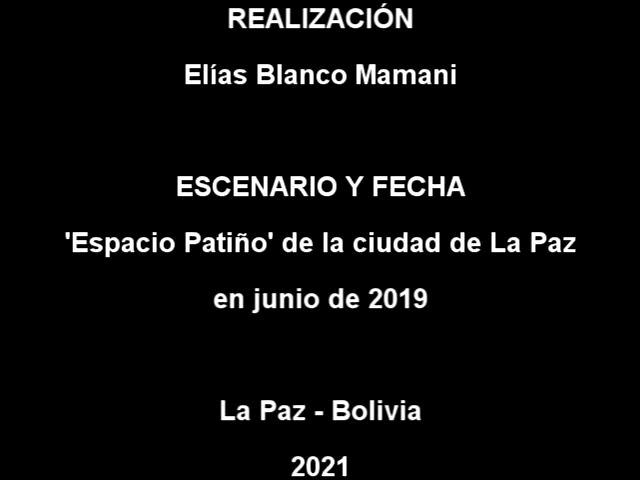 REALIZACIÓN
Elías Blanco Mamani
ESCENARIO Y FECHA
'Espacio Patiño' de la ciudad de La Paz
en junio de 2019
La Paz - Bolivia
2021